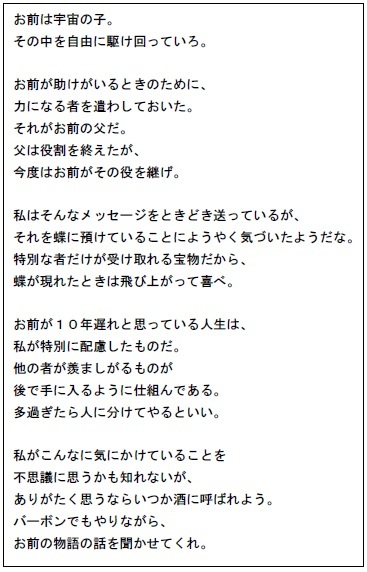 お前は宇宙の子。
その中を自由に駆け回っていろ。
お前が助けがいるときのために、
力になる者を遣わしておいた。
それがお前の父だ。
父は役割を終えたが、
今度はお前がその役を継げ。
私はそんなメッセージをときどき送っているが、
それを蝶に預けていることにようやく気づいたようだな。
特別な者だけが受け取れる宝物だから、
蝶が現れたときは飛び上がって喜べ。
お前が１０年遅れと思っている人生は、
私が特別に配慮したものだ。
他の者が羨ましがるものが
後で手に入るように仕組んである。
多過ぎたら人に分けてやるといい。
私がこんなに気にかけていることを
不思議に思うかも知れないが、
ありがたく思うならいつか酒に呼ばれよう。
バーボンでもやりながら、
お前の物語の話を聞かせてくれ。